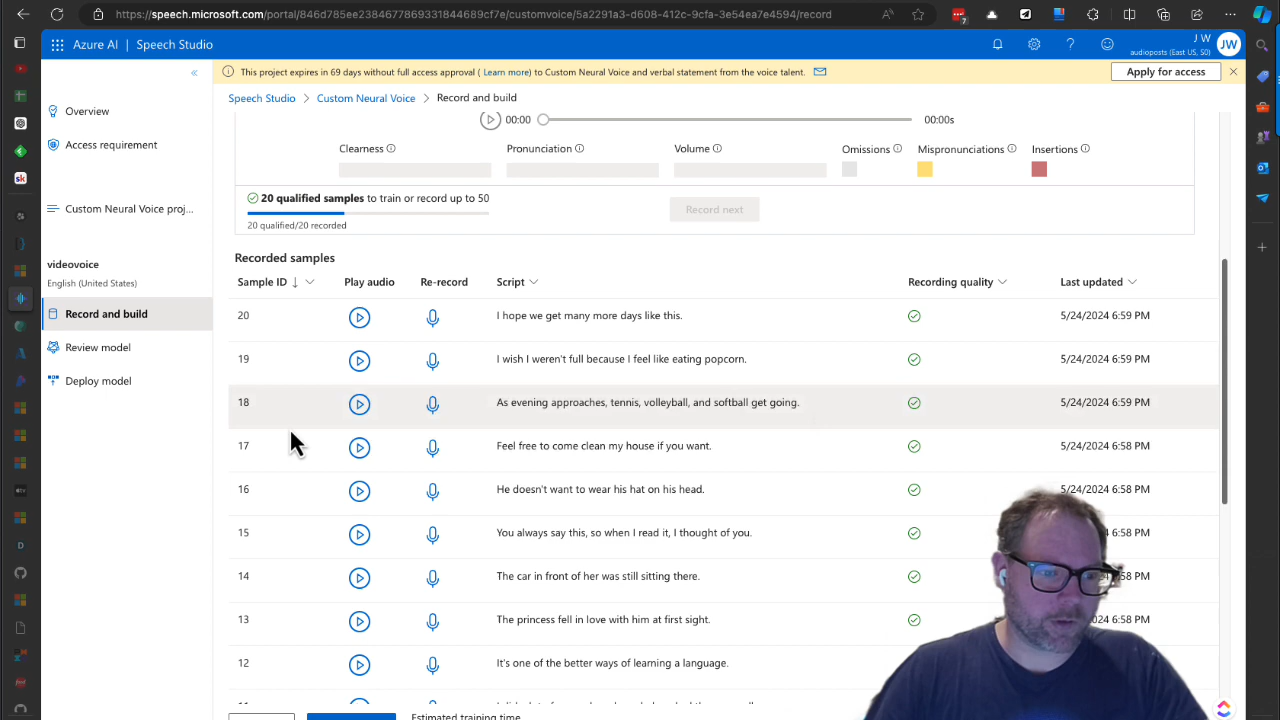 https://speech.microsoft.com/portal/846d785ee2384677869331844689cf7e/customvoice/5a2291a3-d608-412c-9cfa-3e54ea7e4594/record
Azure AI | Speech Studio
J W
audioposts (East US, S0)
JW
This project expires in 69 days without full access approval ( Learn more) to Custom Neural Voice and verbal statement from the voice talent.
Apply for access
Speech Studio > Custom Neural Voice > Record and build
Overview
Access requirement
Custom Neural Voice proj...
videovoice
English (United States)
Record and build
Review model
Deploy model
00:00
00:00s
Clearness
Pronunciation
Volume
Omissions
Mispronunciations
Insertions
20 qualified samples to train or record up to 50
20 qualified/20 recorded
Record next
Recorded samples
Sample ID Play audio Re-record Script Recording quality Last updated
20 I hope we get many more days like this. 5/24/2024 6:59 PM
19 I wish I weren't full because I feel like eating popcorn. 5/24/2024 6:59 PM
18 As evening approaches, tennis, volleyball, and softball get going. 5/24/2024 6:59 PM
17 Feel free to come clean my house if you want. 5/24/2024 6:58 PM
16 He doesn't want to wear his hat on his head. 5/24/2024 6:58 PM
15 You always say this, so when I read it, I thought of you. 6:58 PM
14 The car in front of her was still sitting there. 58 PM
13 The princess fell in love with him at first sight. 6:58 PM
12 It's one of the better ways of learning a language.
Estimated training time